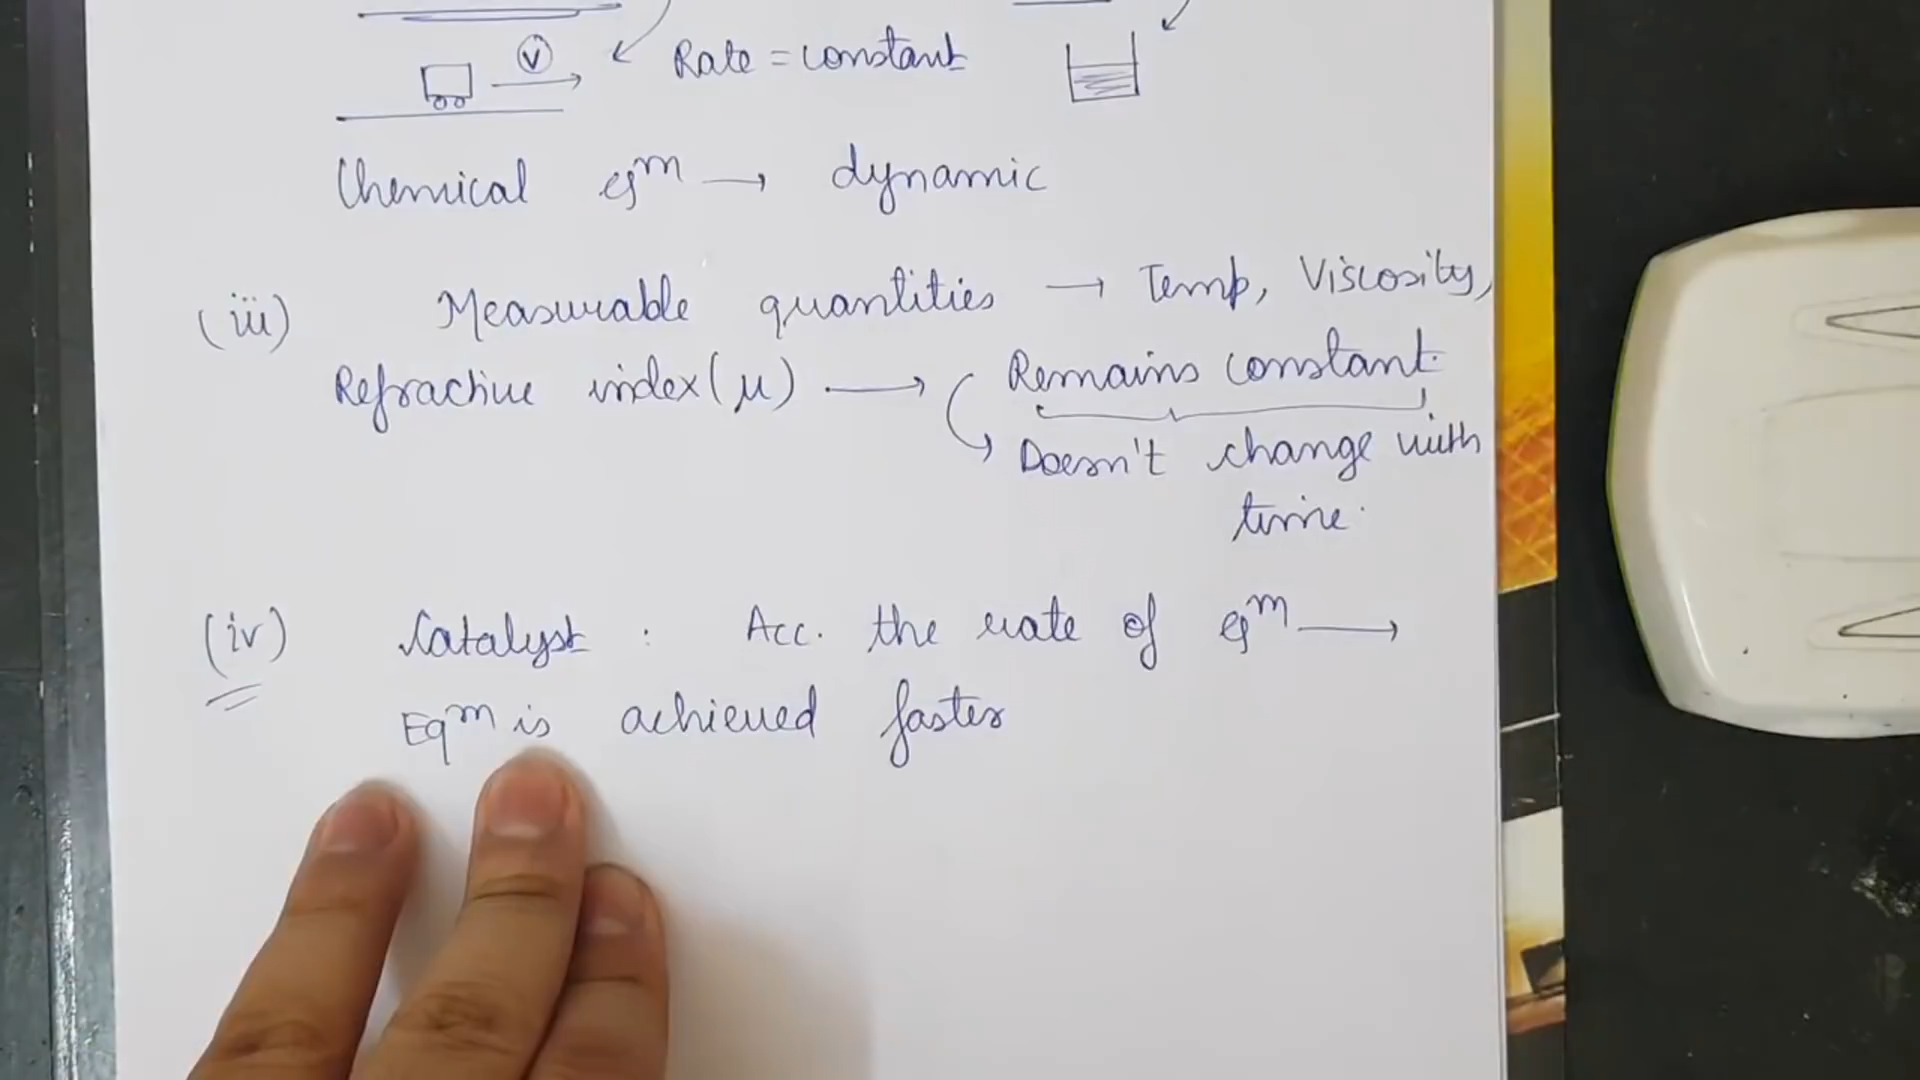 V
Rate = constant
Chemical eqm → dynamic
(iii) Measurable quantities → Temp, Viscosity,
Refractive index (μ) → Remains constant.
Doesn't change with
time.
(iv) Catalyst : Acc. the rate of eqm →
Eqm is achieved faster